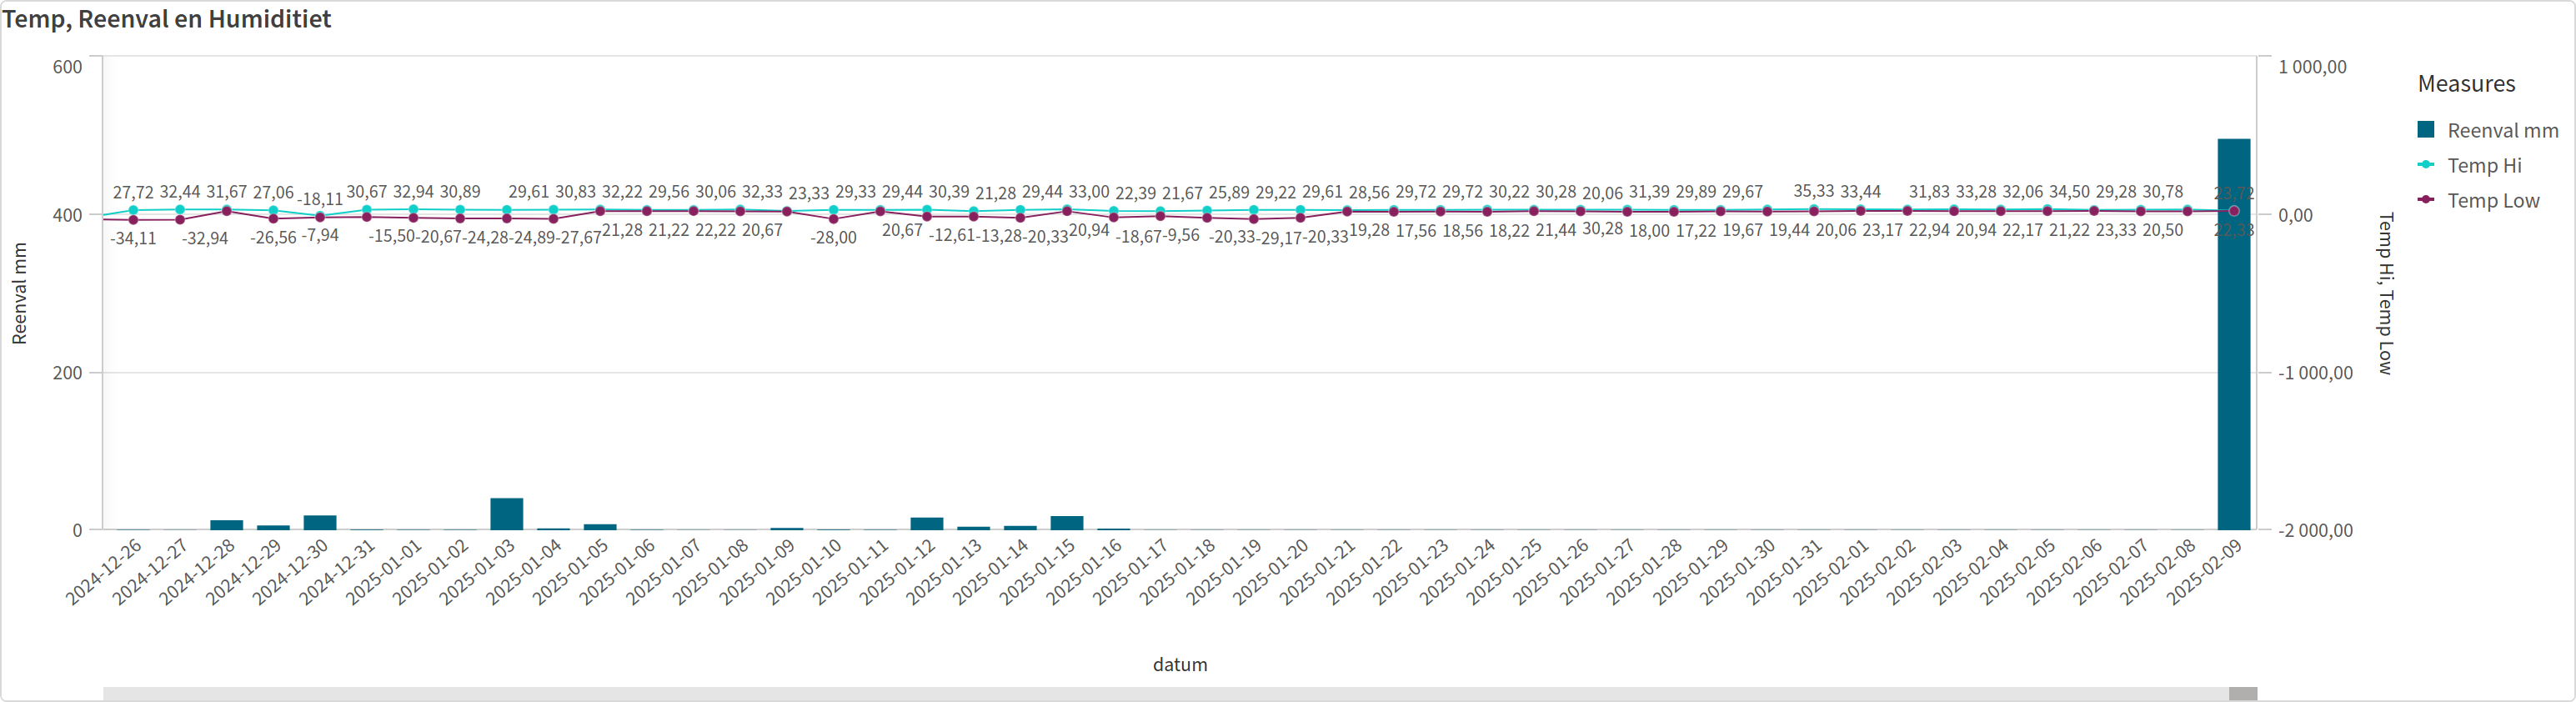 Temp, Reenval en Humiditiet
600
400
200
0
Reenval mm
1 000,00
0,00
-1 000,00
-2 000,00
Temp Hi, Temp Low
Measures
Reenval mm
Temp Hi
Temp Low
27,72 32,44 31,67 27,06 -18,11 30,67 32,94 30,89 29,61 30,83 32,22 29,56 30,06 32,33 23,33 29,33 29,44 30,39 21,28 29,44 33,00 22,39 21,67 25,89 29,22 29,61 28,56 29,72 29,72 30,22 30,28 20,06 31,39 29,89 29,67 35,33 33,44 31,83 33,28 32,06 34,50 29,28 30,78 23,72
-34,11 -32,94 -26,56 -7,94 -15,50 -20,67 -24,28 -24,89 -27,67 21,28 21,22 22,22 20,67 -28,00 20,67 -12,61 -13,28 -20,33 20,94 -18,67 -9,56 -20,33 -29,17 -20,33 19,28 17,56 18,56 18,22 21,44 30,28 18,00 17,22 19,67 19,44 20,06 23,17 22,94 20,94 22,17 21,22 23,33 20,50 22,33
2024-12-26 2024-12-27 2024-12-28 2024-12-29 2024-12-30 2024-12-31 2025-01-01 2025-01-02 2025-01-03 2025-01-04 2025-01-05 2025-01-06 2025-01-07 2025-01-08 2025-01-09 2025-01-10 2025-01-11 2025-01-12 2025-01-13 2025-01-14 2025-01-15 2025-01-16 2025-01-17 2025-01-18 2025-01-19 2025-01-20 2025-01-21 2025-01-22 2025-01-23 2025-01-24 2025-01-25 2025-01-26 2025-01-27 2025-01-28 2025-01-29 2025-01-30 2025-01-31 2025-02-01 2025-02-02 2025-02-03 2025-02-04 2025-02-05 2025-02-06 2025-02-07 2025-02-08 2025-02-09
datum